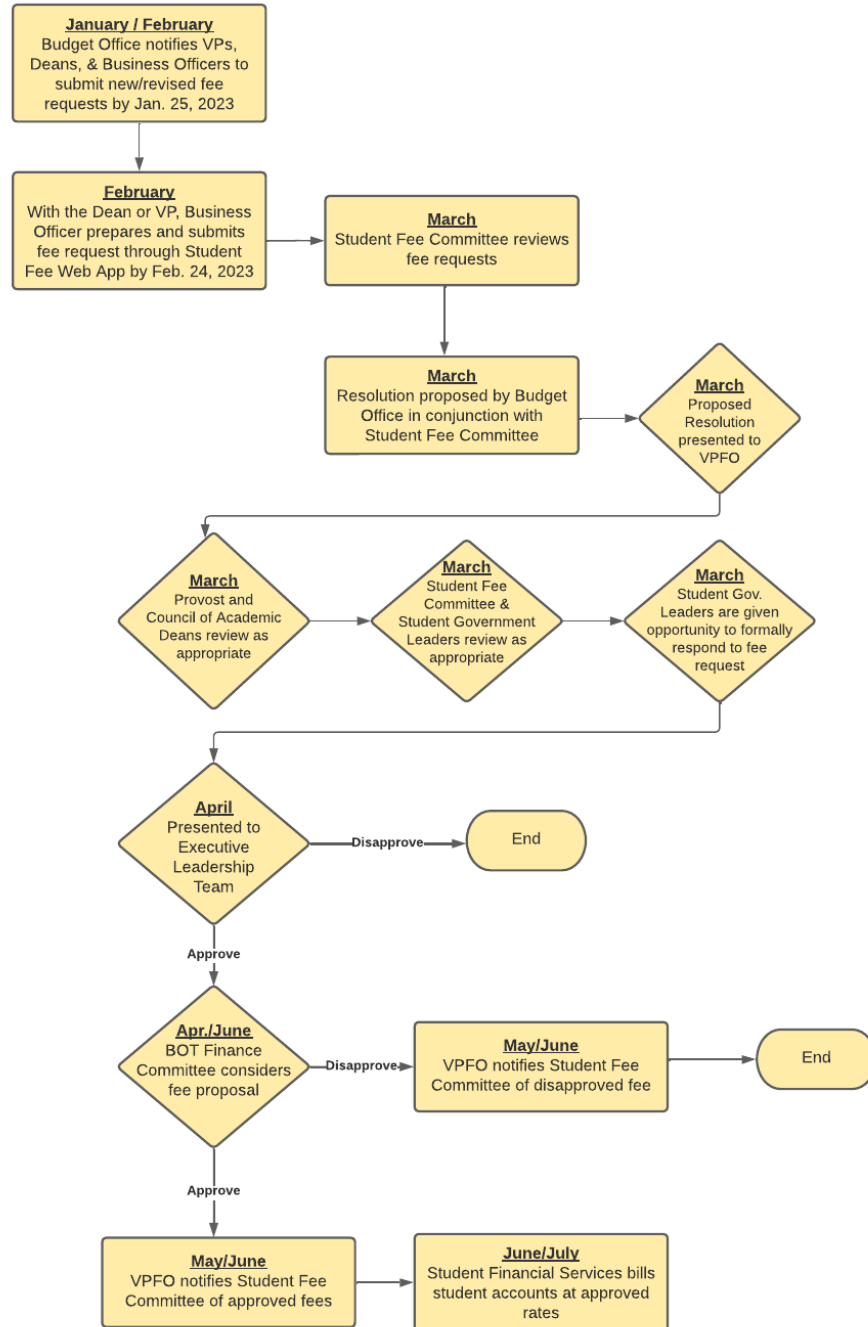 January / February
Budget Office notifies VPs,
Deans, & Business Officers to
submit new/revised fee
requests by Jan. 25, 2023
February
With the Dean or VP, Business
Officer prepares and submits
fee request through Student
Fee Web App by Feb. 24, 2023
March
Student Fee Committee reviews
fee requests
March
Resolution proposed by Budget
Office in conjunction with
Student Fee Committee
March
Proposed
Resolution
presented to
VPFO
March
Provost and
Council of Academic
Deans review as
appropriate
March
Student Fee
Committee &
Student Government
Leaders review as
appropriate
March
Student Gov.
Leaders are given
opportunity to formally
respond to fee
request
April
Presented to
Executive
Leadership
Team
Disapprove
End
Approve
Apr./June
BOT Finance
Committee considers
fee proposal
Disapprove
May/June
VPFO notifies Student Fee
Committee of disapproved fee
End
Approve
May/June
VPFO notifies Student Fee
Committee of approved fees
June/July
Student Financial Services bills
student accounts at approved
rates